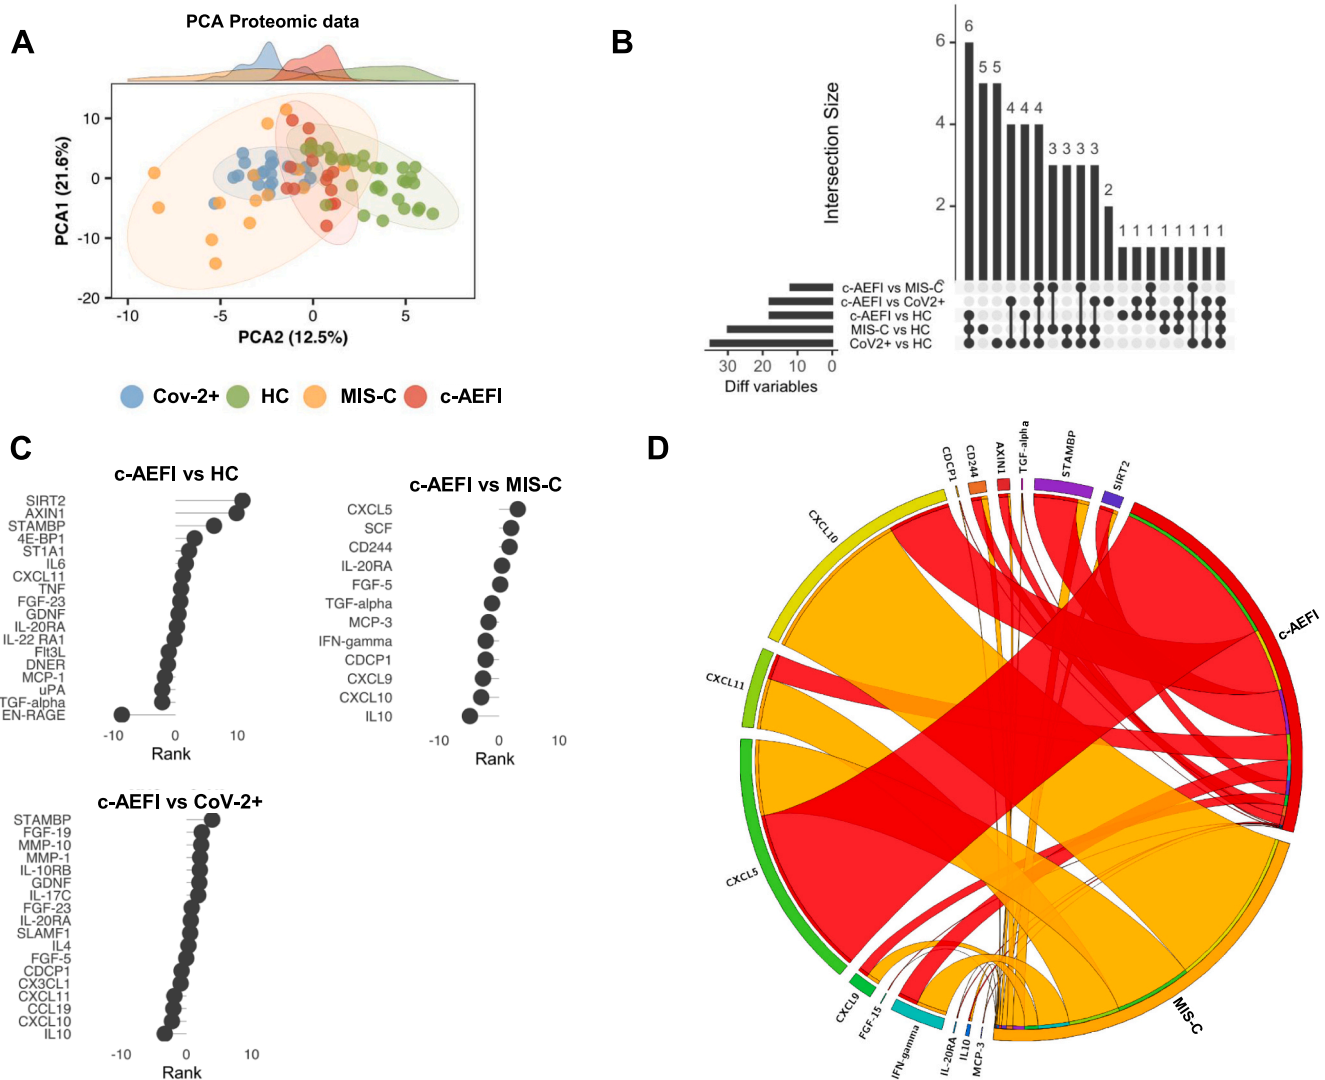 A
PCA Proteomic data
PCA1 (21.6%)
10
0
-10
-20
-10
-5
0
5
PCA2 (12.5%)
Cov-2+
HC
MIS-C
c-AEFI
B
Intersection Size
6
4
2
6
5
5
4
4
4
3
3
3
3
2
1
1
1
1
1
1
1
1
c-AEFI vs MIS-C
c-AEFI vs CoV2+
c-AEFI vs HC
MIS-C vs HC
CoV2+ vs HC
30
20
10
0
Diff variables
C
c-AEFI vs HC
SIRT2
AXIN1
STAMBP
4E-BP1
ST1A1
IL6
CXCL11
TNF
FGF-23
GDNF
IL-20RA
IL-22 RA1
Flt3L
DNER
MCP-1
uPA
TGF-alpha
EN-RAGE
-10
0
10
Rank
c-AEFI vs MIS-C
CXCL5
SCF
CD244
IL-20RA
FGF-5
TGF-alpha
MCP-3
IFN-gamma
CDCP1
CXCL9
CXCL10
IL10
-10
0
10
Rank
c-AEFI vs CoV-2+
STAMBP
FGF-19
MMP-10
MMP-1
IL-10RB
GDNF
IL-17C
FGF-23
IL-20RA
SLAMF1
IL4
FGF-5
CDCP1
CX3CL1
CXCL11
CCL19
CXCL10
IL10
-10
0
10
Rank
D
CDCP1
CD244
AXIN1
TGF-alpha
STAMBP
SIRT2
CXCL10
c-AEFI
CXCL11
CXCL5
CXCL9
FGF-15
IFN-gamma
IL-20RA
IL10
MCP-3
MIS-C